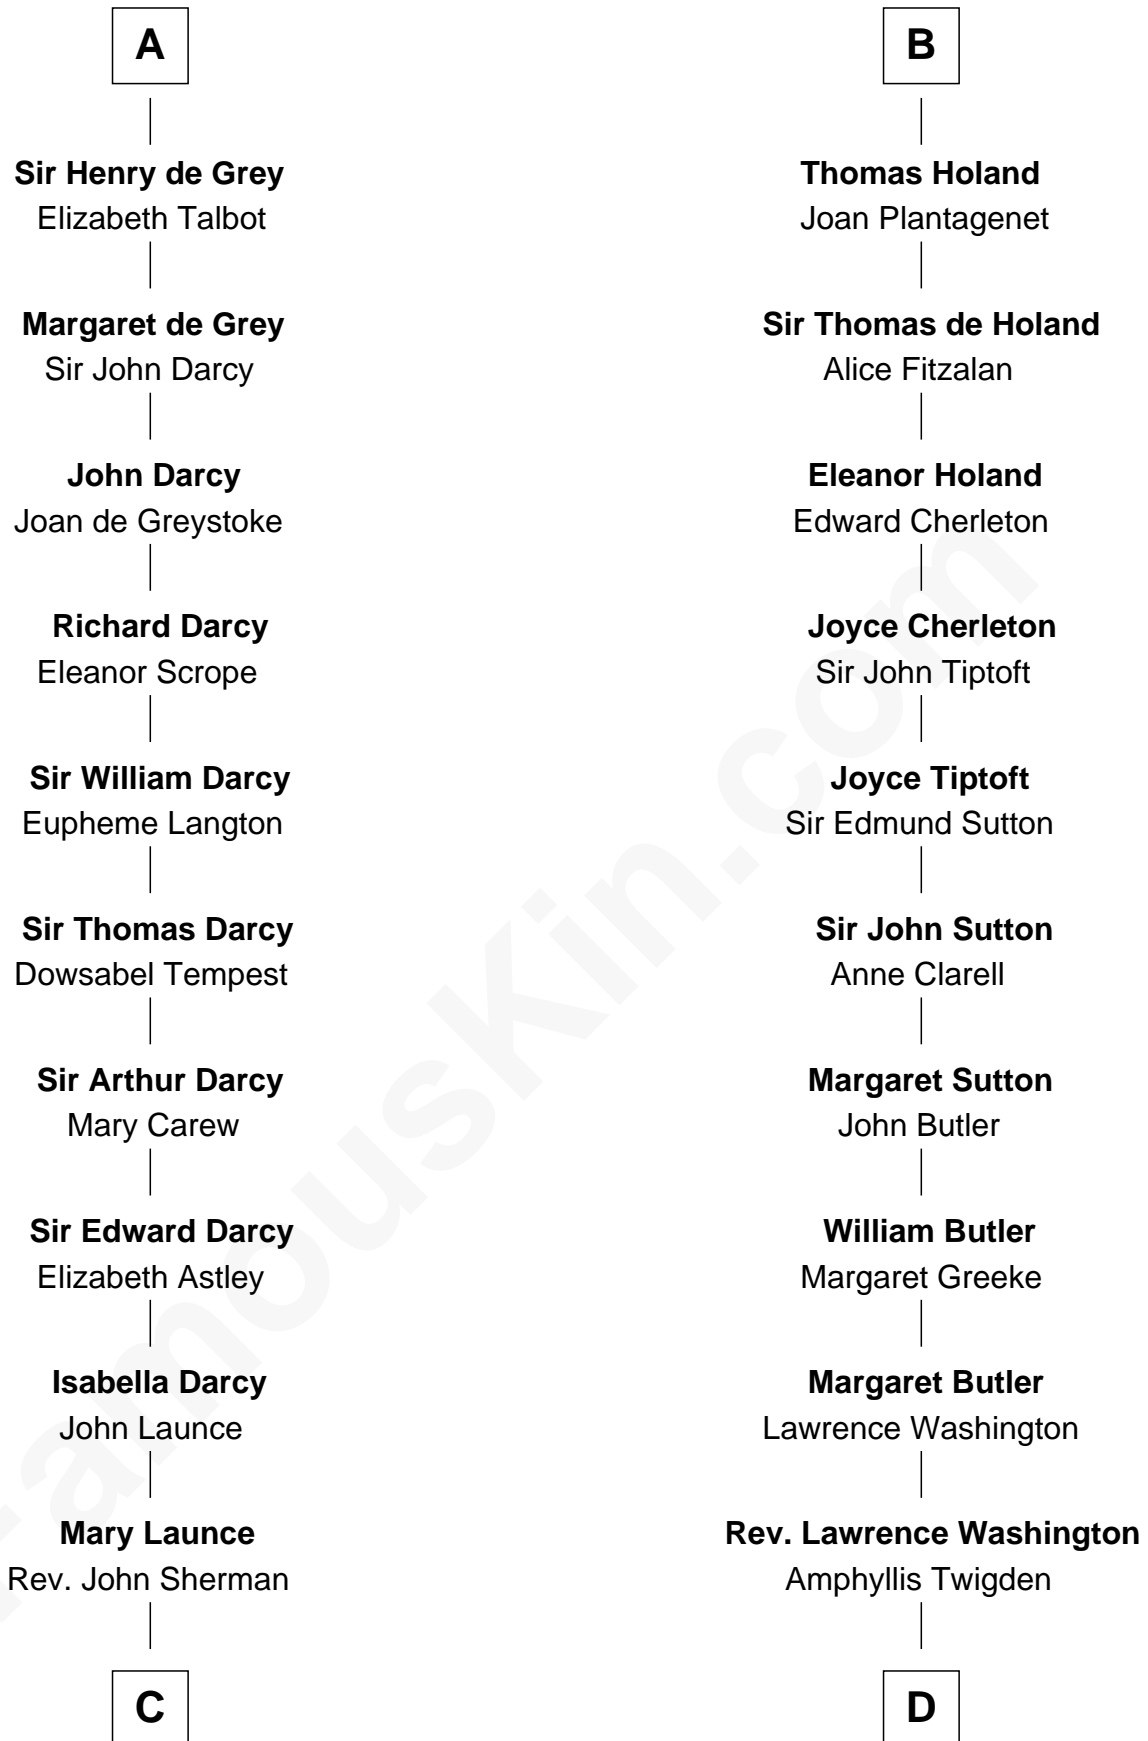 A
Sir Henry de Grey
Elizabeth Talbot
Margaret de Grey
Sir John Darcy
John Darcy
Joan de Greystoke
Richard Darcy
Eleanor Scrope
Sir William Darcy
Eupheme Langton
Sir Thomas Darcy
Dowsabel Tempest
Sir Arthur Darcy
Mary Carew
Sir Edward Darcy
Elizabeth Astley
Isabella Darcy
John Launce
Mary Launce
Rev. John Sherman
C
B
Thomas Holand
Joan Plantagenet
Sir Thomas de Holand
Alice Fitzalan
Eleanor Holand
Edward Cherleton
Joyce Cherleton
Sir John Tiptoft
Joyce Tiptoft
Sir Edmund Sutton
Sir John Sutton
Anne Clarell
Margaret Sutton
John Butler
William Butler
Margaret Greeke
Margaret Butler
Lawrence Washington
Rev. Lawrence Washington
Amphyllis Twigden
D
FamousKin.com